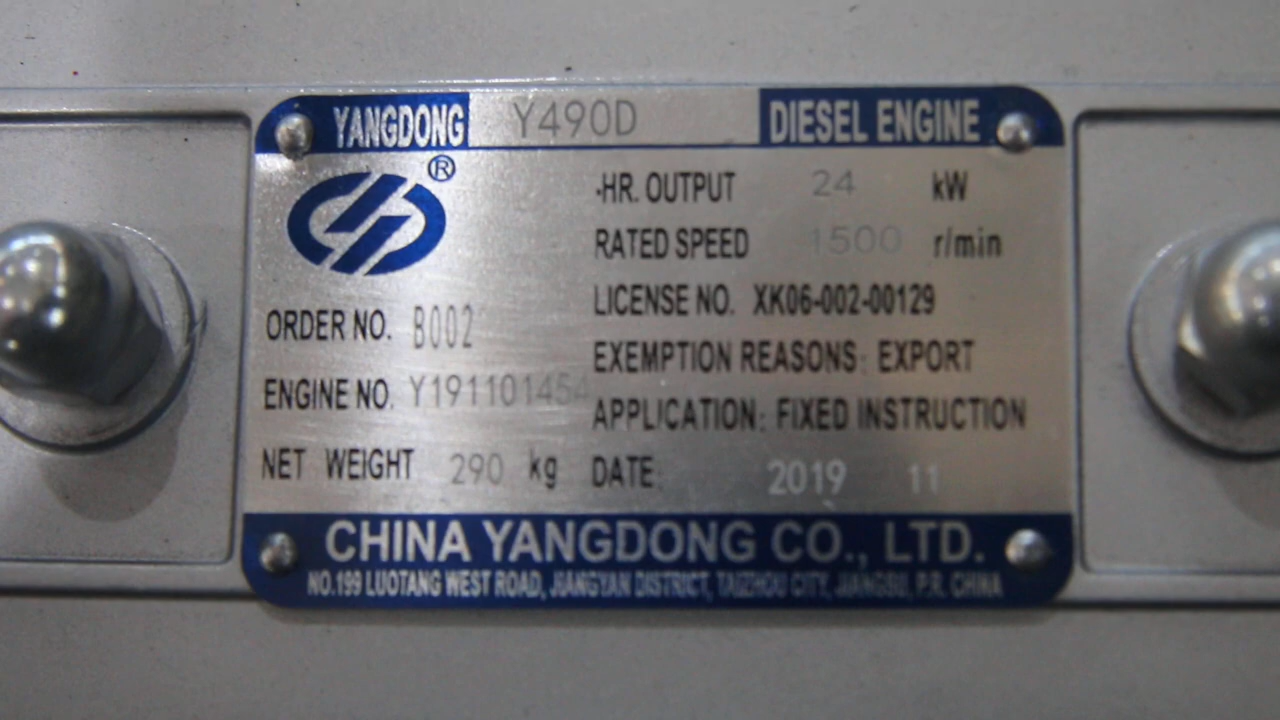 YANGDONG Y490D DIESEL ENGINE
®
-HR. OUTPUT 24 kW
RATED SPEED 1500 r/min
LICENSE NO. XK06-002-00129
ORDER NO. B002
EXEMPTION REASONS: EXPORT
ENGINE NO. Y191101454
APPLICATION: FIXED INSTRUCTION
NET WEIGHT 290 kg
DATE: 2019 11
CHINA YANGDONG CO., LTD.
NO.199 LUOTANG WEST ROAD, JIANGYAN DISTRICT, TAIZHOU CITY, JIANGSU, P.R. CHINA